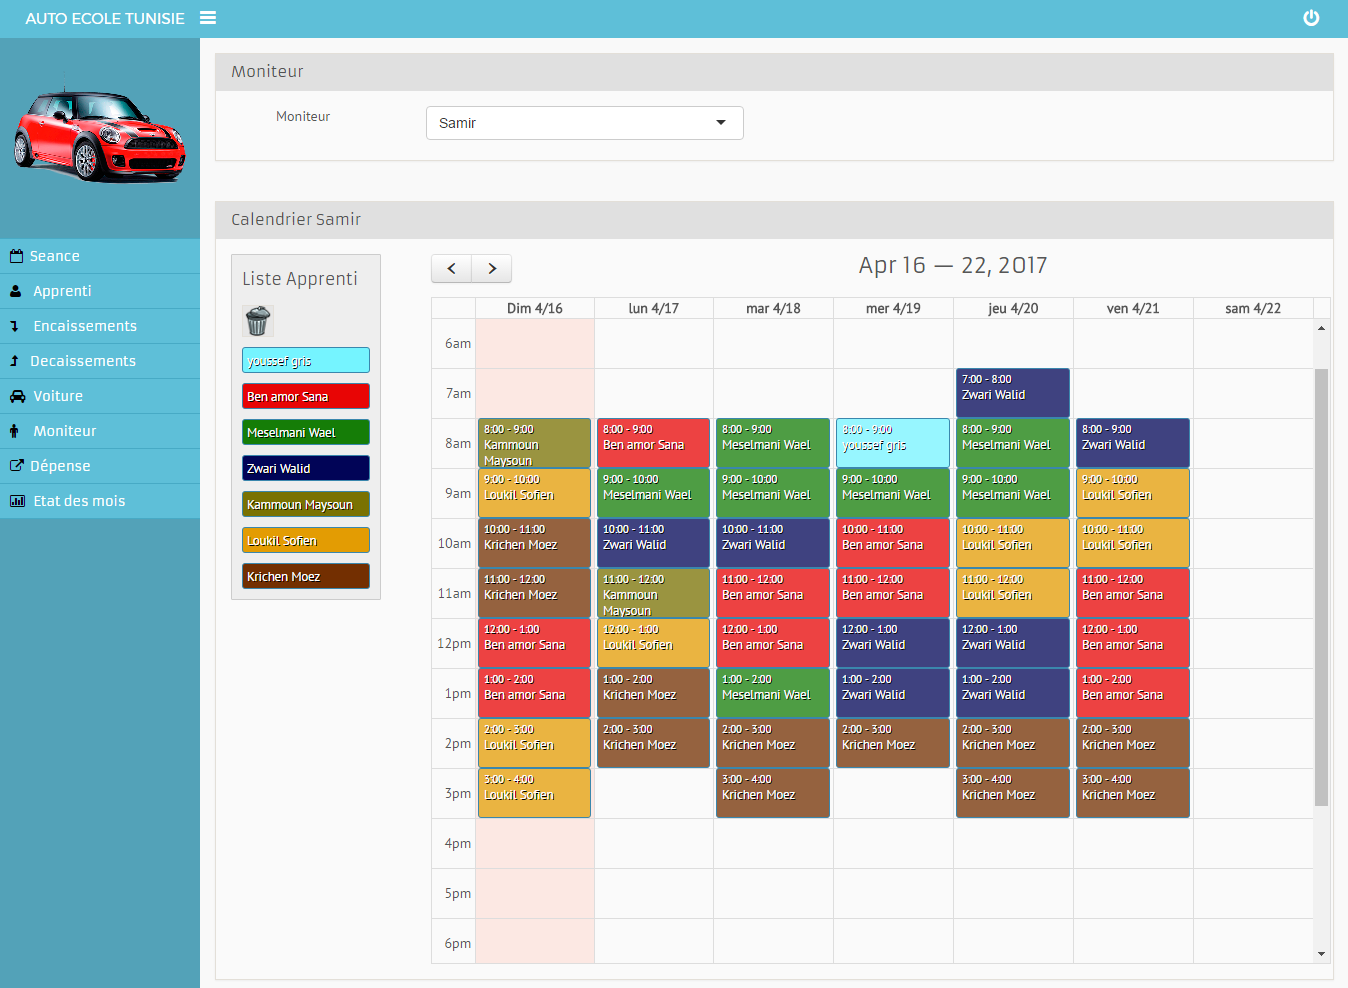 AUTO ECOLE TUNISIE
Seance
Apprenti
Encaissements
Decaissements
Voiture
Moniteur
Dépense
Etat des mois
Moniteur
Moniteur
Samir
Calendrier Samir
Liste Apprenti
youssef gris
Ben amor Sana
Meselmani Wael
Zwari Walid
Kammoun Maysoun
Loukil Sofien
Krichen Moez
Apr 16 — 22, 2017
Dim 4/16
lun 4/17
mar 4/18
mer 4/19
jeu 4/20
ven 4/21
sam 4/22
6am
7am
7:00 - 8:00
Zwari Walid
8am
8:00 - 9:00
Kammoun
Maysoun
8:00 - 9:00
Ben amor Sana
8:00 - 9:00
Meselmani Wael
8:00 - 9:00
youssef gris
8:00 - 9:00
Meselmani Wael
8:00 - 9:00
Zwari Walid
9am
9:00 - 10:00
Loukil Sofien
9:00 - 10:00
Meselmani Wael
9:00 - 10:00
Meselmani Wael
9:00 - 10:00
Meselmani Wael
9:00 - 10:00
Meselmani Wael
9:00 - 10:00
Loukil Sofien
10am
10:00 - 11:00
Krichen Moez
10:00 - 11:00
Zwari Walid
10:00 - 11:00
Zwari Walid
10:00 - 11:00
Ben amor Sana
10:00 - 11:00
Loukil Sofien
10:00 - 11:00
Loukil Sofien
11am
11:00 - 12:00
Krichen Moez
11:00 - 12:00
Kammoun
Maysoun
11:00 - 12:00
Ben amor Sana
11:00 - 12:00
Ben amor Sana
11:00 - 12:00
Loukil Sofien
11:00 - 12:00
Ben amor Sana
12pm
12:00 - 1:00
Ben amor Sana
12:00 - 1:00
Loukil Sofien
12:00 - 1:00
Ben amor Sana
12:00 - 1:00
Zwari Walid
12:00 - 1:00
Zwari Walid
12:00 - 1:00
Ben amor Sana
1pm
1:00 - 2:00
Ben amor Sana
1:00 - 2:00
Krichen Moez
1:00 - 2:00
Meselmani Wael
1:00 - 2:00
Zwari Walid
1:00 - 2:00
Zwari Walid
1:00 - 2:00
Ben amor Sana
2pm
2:00 - 3:00
Loukil Sofien
2:00 - 3:00
Krichen Moez
2:00 - 3:00
Krichen Moez
2:00 - 3:00
Krichen Moez
2:00 - 3:00
Krichen Moez
2:00 - 3:00
Krichen Moez
3pm
3:00 - 4:00
Loukil Sofien
3:00 - 4:00
Krichen Moez
3:00 - 4:00
Krichen Moez
3:00 - 4:00
Krichen Moez
4pm
5pm
6pm